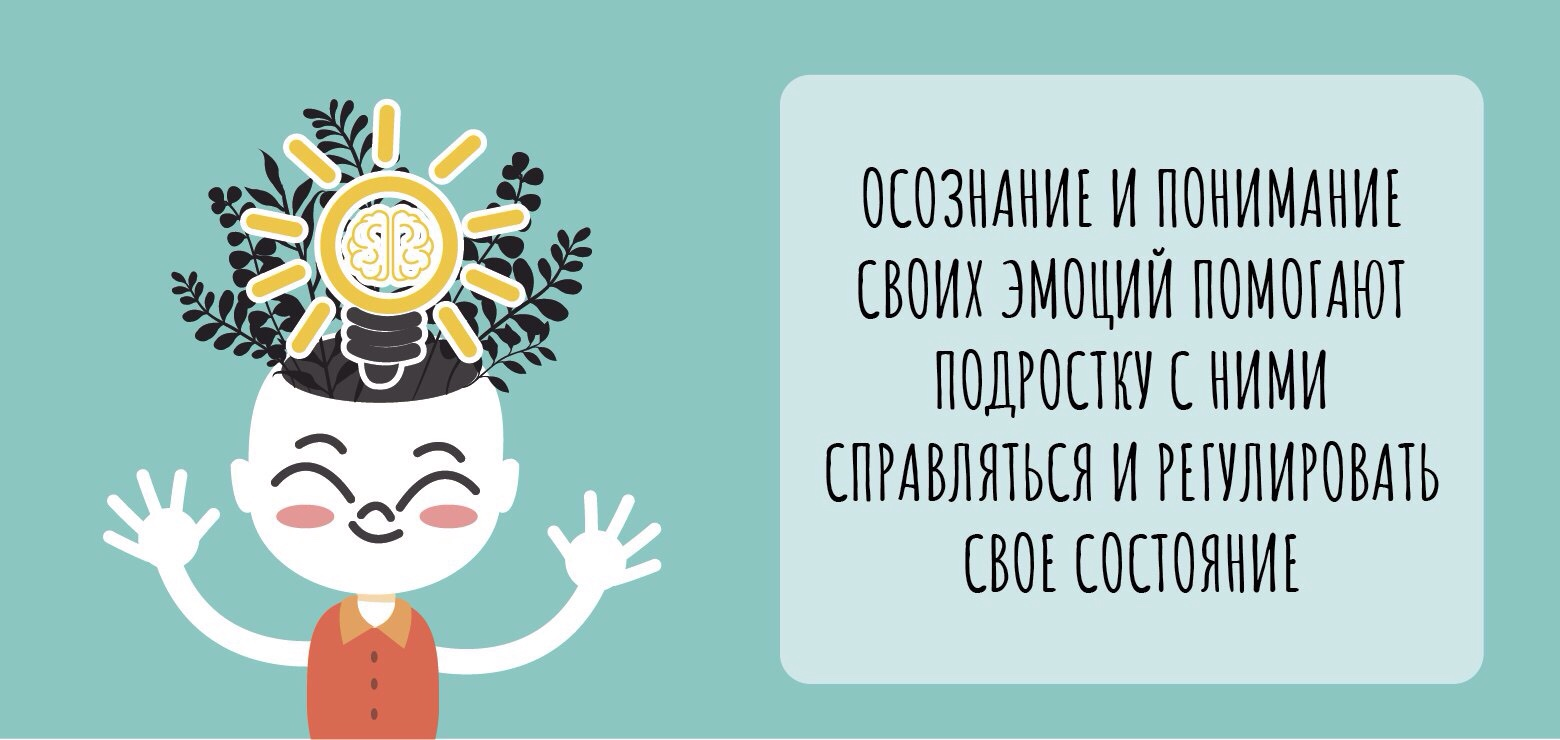 ОСОЗНАНИЕ И ПОНИМАНИЕ
СВОИХ ЭМОЦИЙ ПОМОГАЮТ
ПОДРОСТКУ С НИМИ
СПРАВЛЯТЬСЯ И РЕГУЛИРОВАТЬ
СВОЕ СОСТОЯНИЕ